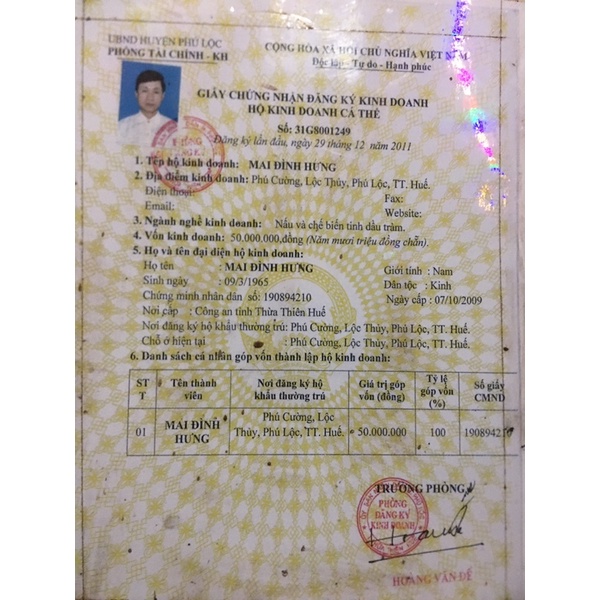 UBND HUYỆN PHÚ LỘC
PHÒNG TÀI CHÍNH - KH
CỘNG HÒA XÃ HỘI CHỦ NGHĨA VIỆT NAM
Độc lập - Tự do - Hạnh phúc
GIẤY CHỨNG NHẬN ĐĂNG KÝ KINH DOANH
HỘ KINH DOANH CÁ THỂ
Số: 31G8001249
Đăng ký lần đầu, ngày 29 tháng 12 năm 2011
1. Tên hộ kinh doanh: MAI ĐÌNH HƯNG
2. Địa điểm kinh doanh: Phú Cường, Lộc Thủy, Phú Lộc, TT. Huế.
Điện thoại: Fax:
Email: Website:
3. Ngành nghề kinh doanh: Nấu và chế biến tinh dầu tràm.
4. Vốn kinh doanh: 50.000.000,đồng (Năm mươi triệu đồng chẵn).
5. Họ và tên đại diện hộ kinh doanh:
Họ tên : MAI ĐÌNH HƯNG Giới tính : Nam
Sinh ngày : 09/3/1965 Dân tộc : Kinh
Chứng minh nhân dân số: 190894210 Ngày cấp : 07/10/2009
Nơi cấp : Công an tỉnh Thừa Thiên Huế
Nơi đăng ký hộ khẩu thường trú: Phú Cường, Lộc Thủy, Phú Lộc, TT. Huế.
Chỗ ở hiện tại : Phú Cường, Lộc Thủy, Phú Lộc, TT. Huế.
6. Danh sách cá nhân góp vốn thành lập hộ kinh doanh:
STT Tên thành viên Nơi đăng ký hộ khẩu thường trú Giá trị góp vốn (đồng) Tỷ lệ góp vốn (%) Số giấy CMND
01 MAI ĐÌNH HƯNG Phú Cường, Lộc Thủy, Phú Lộc, TT. Huế. 50.000.000 100 190894210
TRƯỞNG PHÒNG
PHÒNG
ĐĂNG KÝ
KINH DOANH
HOÀNG VĂN ĐỂ